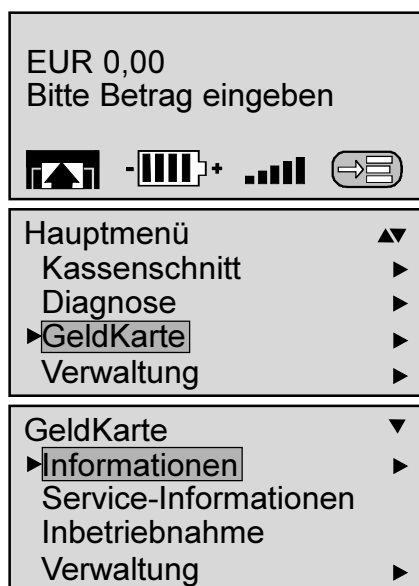 EUR 0,00
Bitte Betrag eingeben
Hauptmenü
Kassenschnitt
Diagnose
GeldKarte
Verwaltung
GeldKarte
Informationen
Service-Informationen
Inbetriebnahme
Verwaltung